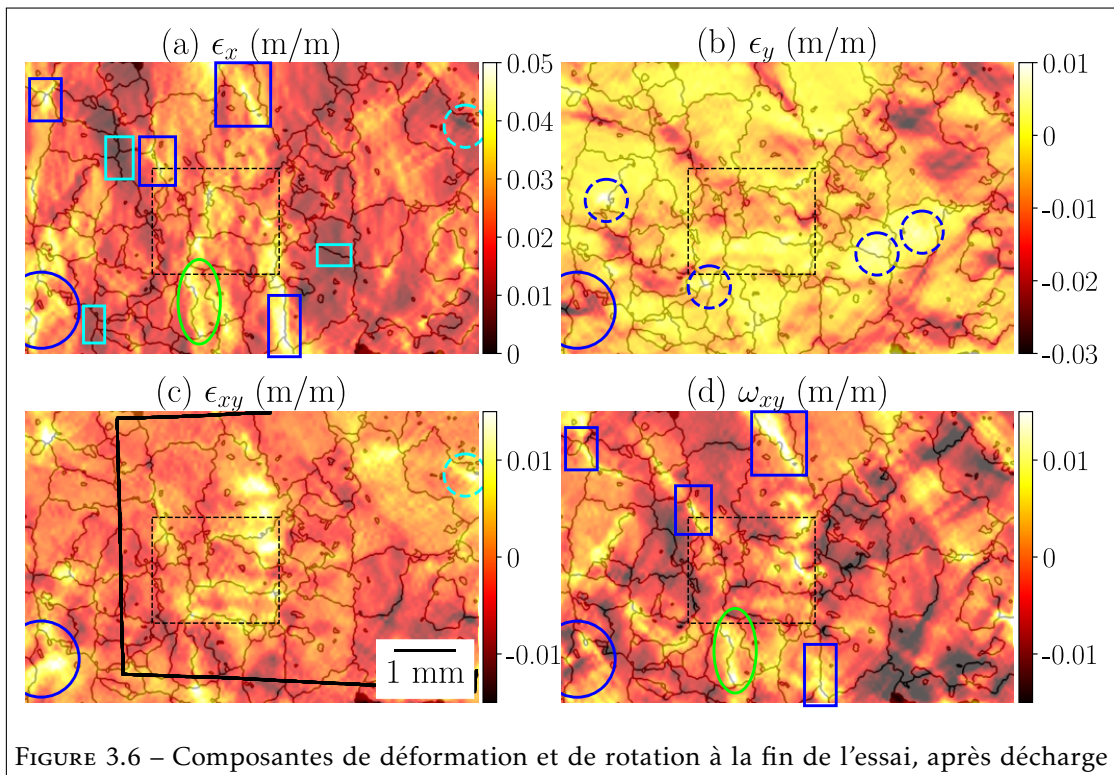 (a) ϵx (m/m)
(b) ϵy (m/m)
0.05
0.04
0.03
0.02
0.01
0
0.01
0
-0.01
-0.02
-0.03
(c) ϵxy (m/m)
(d) ωxy (m/m)
0.01
0
-0.01
0.01
0
-0.01
1 mm
FIGURE 3.6 – Composantes de déformation et de rotation à la fin de l'essai, après décharge